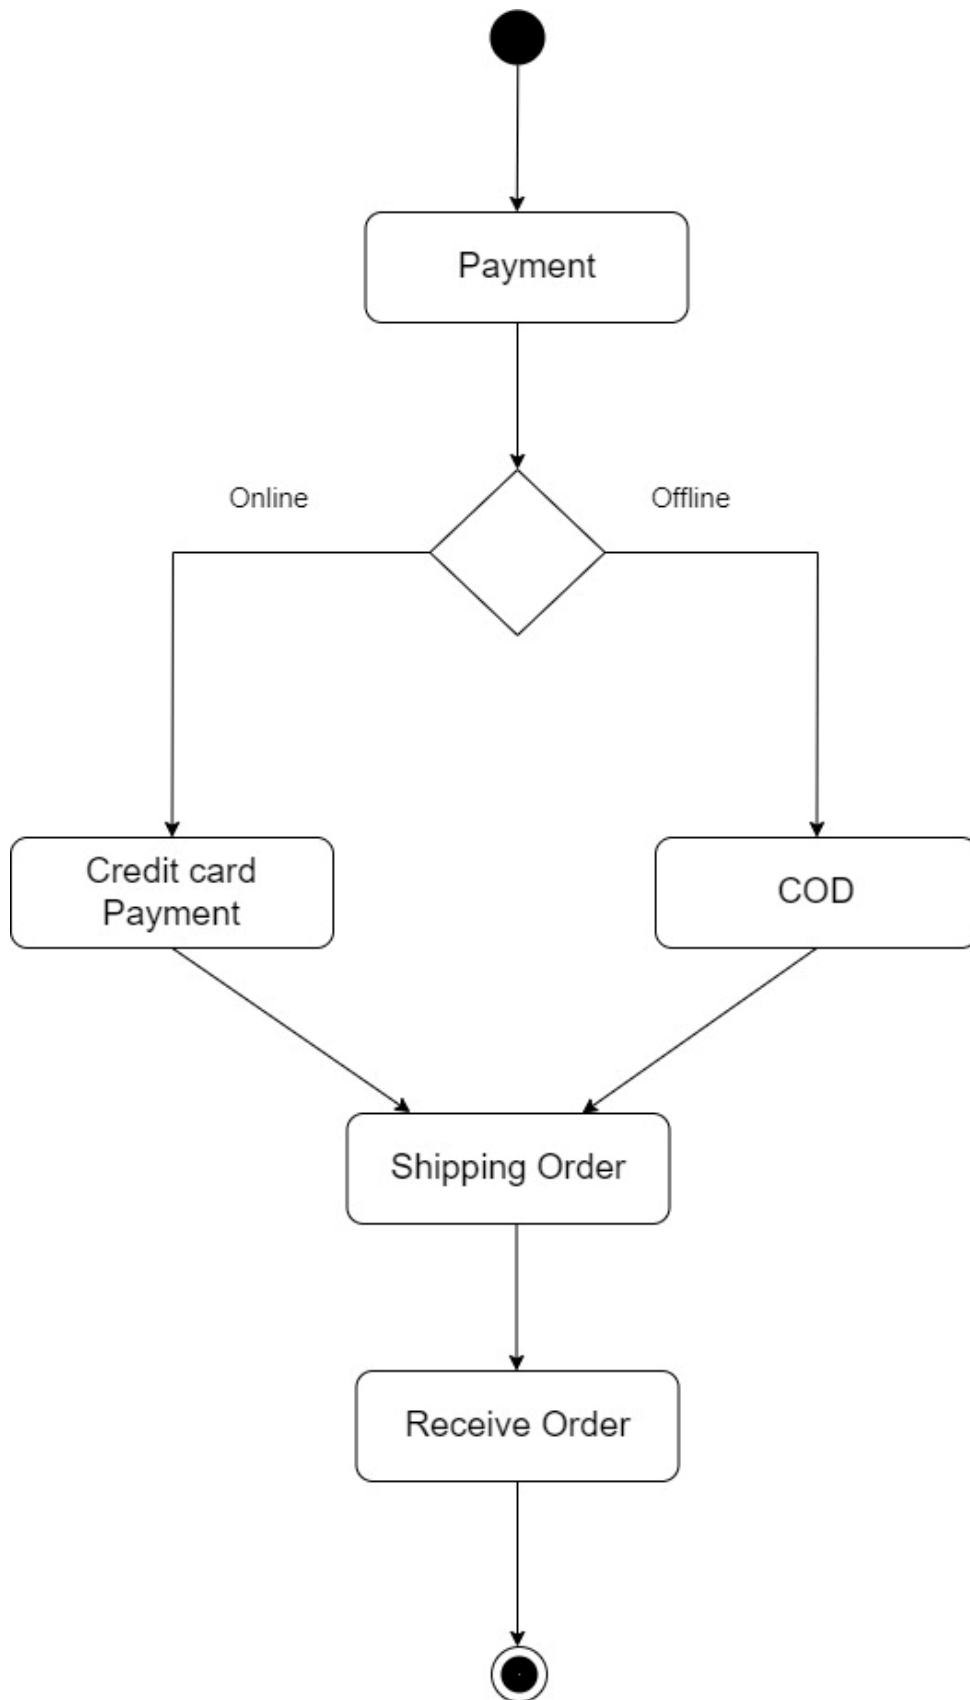 Payment
Online
Offline
Credit card
Payment
COD
Shipping Order
Receive Order